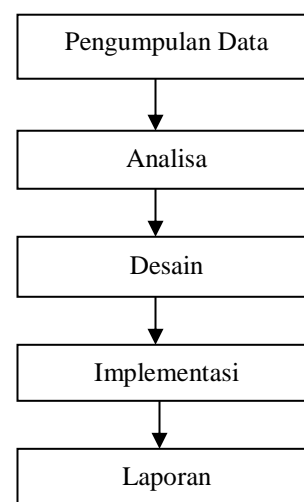 Pengumpulan Data
Analisa
Desain
Implementasi
Laporan